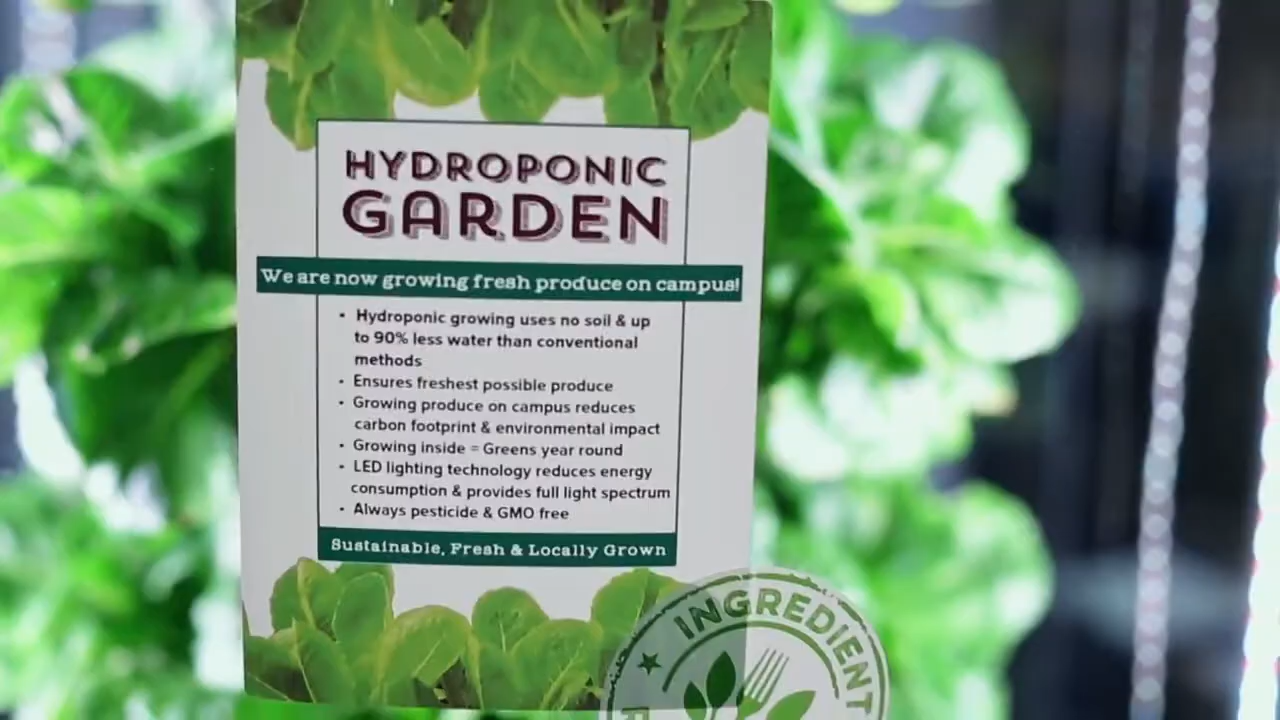 HYDROPONIC
GARDEN
We are now growing fresh produce on campus!
• Hydroponic growing uses no soil & up
to 90% less water than conventional
methods
• Ensures freshest possible produce
• Growing produce on campus reduces
carbon footprint & environmental impact
• Growing inside = Greens year round
• LED lighting technology reduces energy
consumption & provides full light spectrum
• Always pesticide & GMO free
Sustainable, Fresh & Locally Grown
INGREDIENT